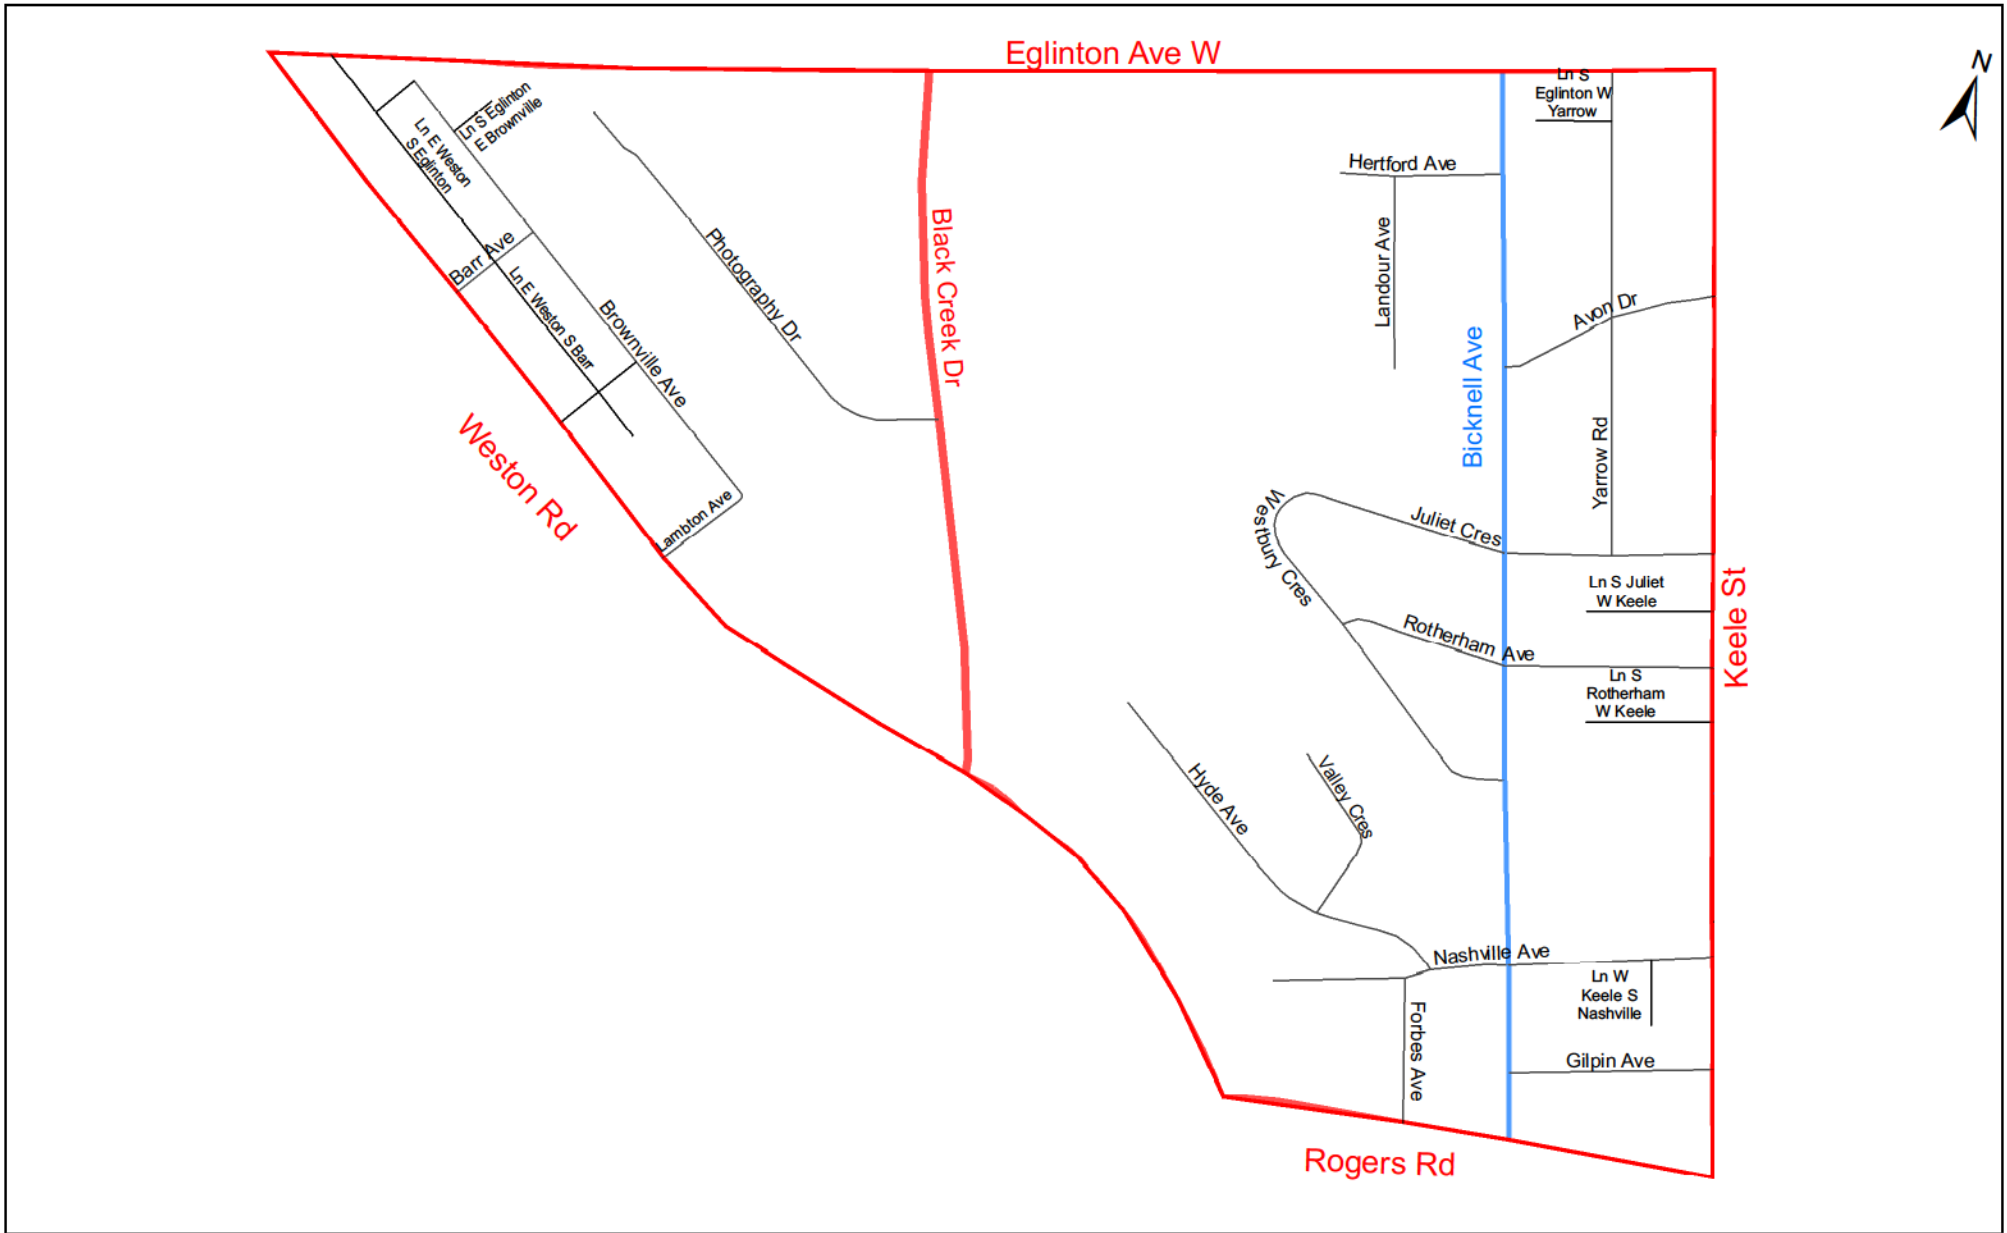 Eglinton Ave W
N
Ln S
Eglinton W
Yarrow
Ln S Eglinton
E Brownville
Ln E Weston
S Eglinton
Hertford Ave
Barr Ave
Photography Dr
Black Creek Dr
Landour Ave
Avon Dr
Ln E Weston S Barr
Brownville Ave
Bicknell Ave
Yarrow Rd
Weston Rd
Lambton Ave
Westbury Cres
Juliet Cres
Ln S Juliet
W Keele
Keele St
Rotherham Ave
Ln S
Rotherham
W Keele
Hyde Ave
Valley Cres
Nashville Ave
Ln W
Keele S
Nashville
Forbes Ave
Gilpin Ave
Rogers Rd